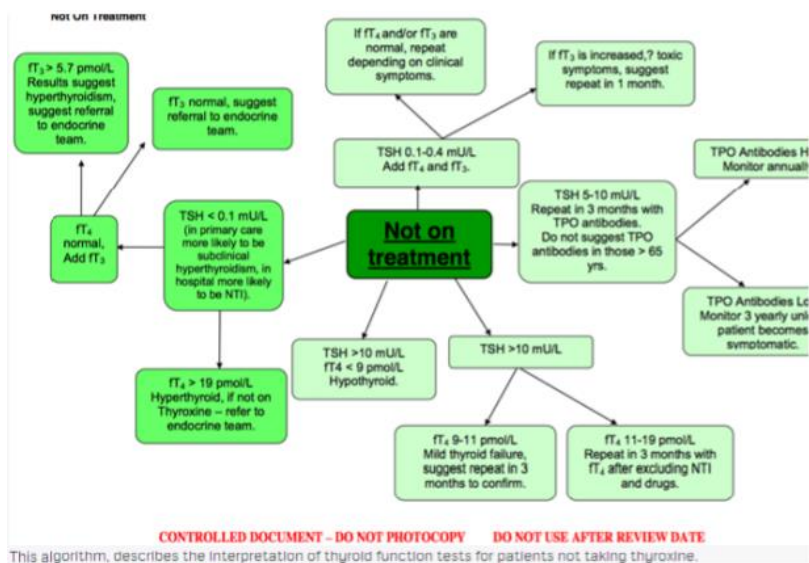 Not On Treatment
fT₃ > 5.7 pmol/L
Results suggest
hyperthyroidism,
suggest referral
to endocrine
team.
fT₃ normal, suggest
referral to endocrine
team.
If fT₄ and/or fT₃ are
normal, repeat
depending on clinical
symptoms.
If fT₃ is increased,? toxic
symptoms, suggest
repeat in 1 month.
TSH 0.1-0.4 mU/L
Add fT₄ and fT₃.
TPO Antibodies H
Monitor annuall
fT₄
normal,
Add fT₃
TSH < 0.1 mU/L
(in primary care
more likely to be
subclinical
hyperthyroidism, in
hospital more likely
to be NTI).
Not on
treatment
TSH 5-10 mU/L
Repeat in 3 months with
TPO antibodies.
Do not suggest TPO
antibodies in those > 65
yrs.
TPO Antibodies Lo
Monitor 3 yearly unl
patient becomes
symptomatic.
TSH >10 mU/L
fT4 < 9 pmol/L
Hypothyroid.
TSH >10 mU/L
fT₄ > 19 pmol/L
Hyperthyroid, if not on
Thyroxine – refer to
endocrine team.
fT₄ 9-11 pmol/L
Mild thyroid failure,
suggest repeat in 3
months to confirm.
fT₄ 11-19 pmol/L
Repeat in 3 months with
fT₄ after excluding NTI
and drugs.
CONTROLLED DOCUMENT – DO NOT PHOTOCOPY DO NOT USE AFTER REVIEW DATE
This algorithm, describes the interpretation of thyroid function tests for patients not taking thyroxine.